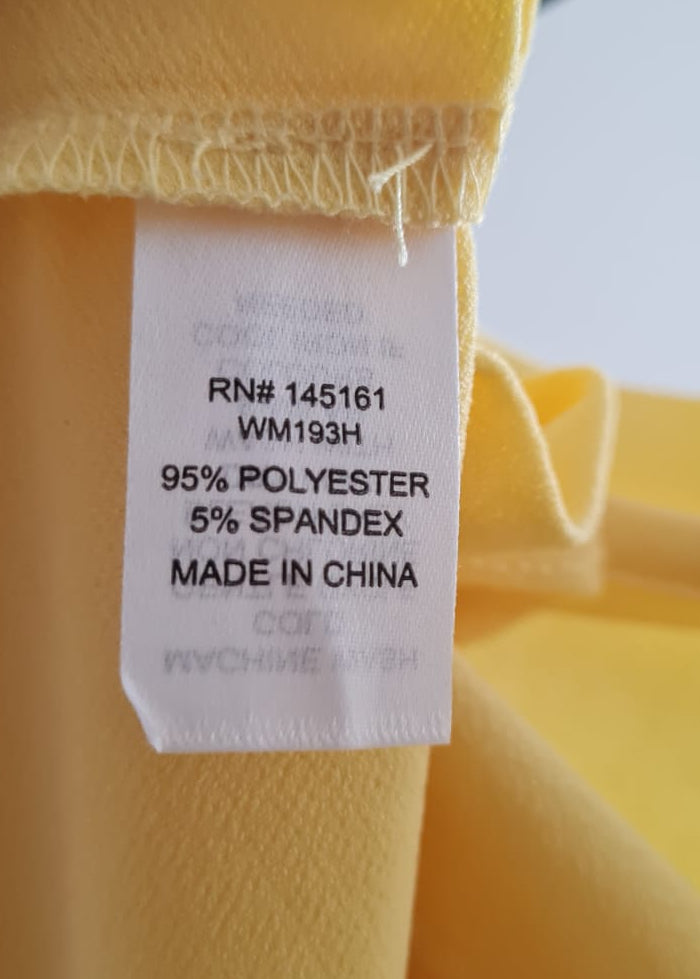 RN# 145161
WM193H
95% POLYESTER
5% SPANDEX
MADE IN CHINA